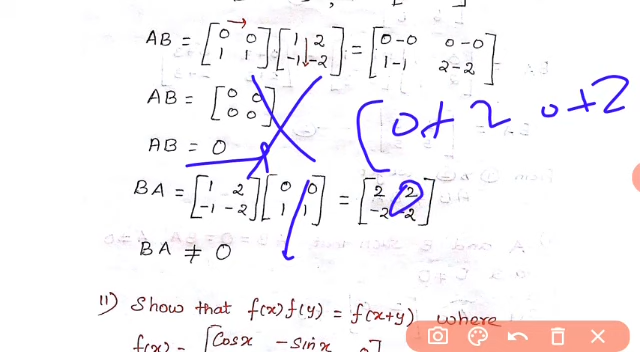 AB = [0 0 1 1] [1 2 -1 -2] = [0-0 0-0 1-1 2-2]
AB = [0 0 0 0]
AB = 0
[0+2 0+2
BA = [1 2 -1 -2] [0 0 1 1] = [2 2 -2 -2]
BA ≠ 0
11) Show that f(x) f(y) = f(x+y) where
f(x) = [Cosx -sinx